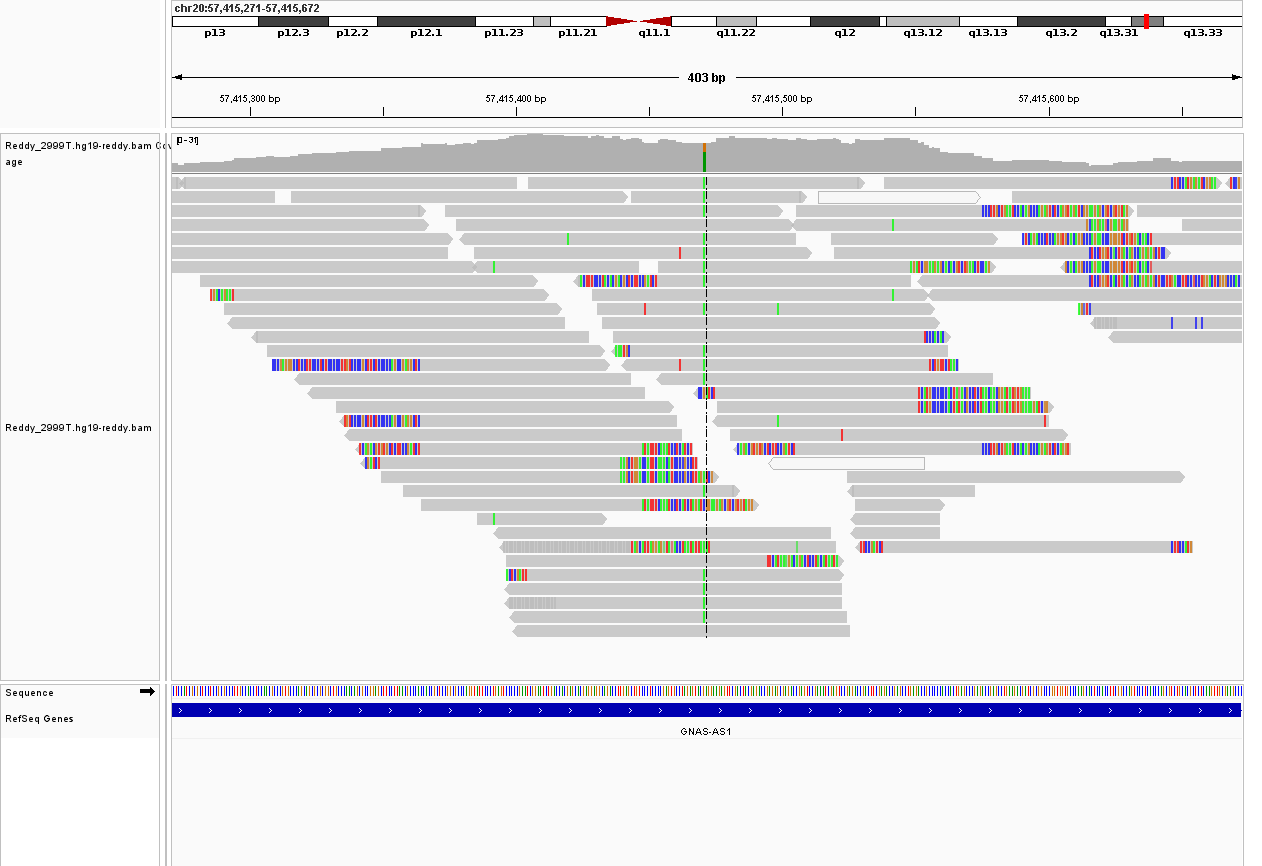 chr20:57,415,271-57,415,672
p13 p12.3 p12.2 p12.1 p11.23 p11.21 q11.1 q11.22 q12 q13.12 q13.13 q13.2 q13.31 q13.33
403 bp
57,415,300 bp 57,415,400 bp 57,415,500 bp 57,415,600 bp
[0-31]
Reddy_2999T.hg19-reddy.bam Cov
age
Reddy_2999T.hg19-reddy.bam
Sequence
RefSeq Genes
GNAS-AS1